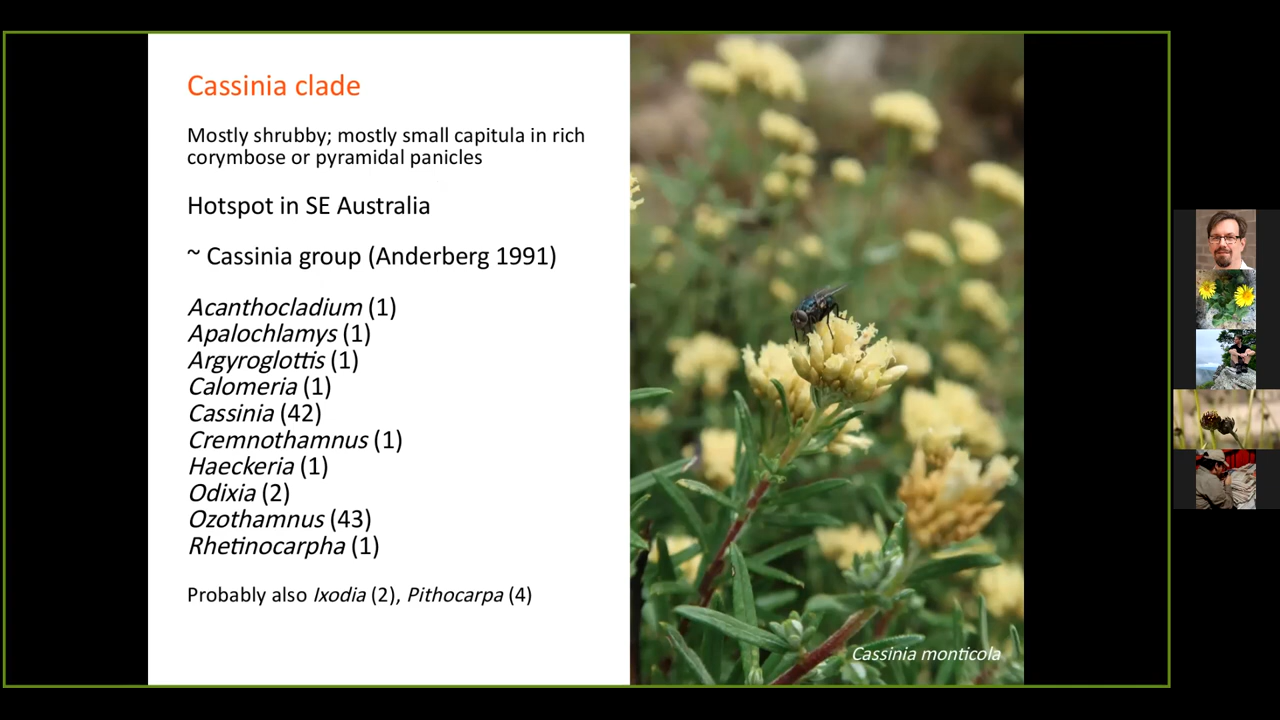 Cassinia clade
Mostly shrubby; mostly small capitula in rich
corymbose or pyramidal panicles
Hotspot in SE Australia
~ Cassinia group (Anderberg 1991)
Acanthocladium (1)
Apalochlamys (1)
Argyroglottis (1)
Calomeria (1)
Cassinia (42)
Cremnothamnus (1)
Haeckeria (1)
Odixia (2)
Ozothamnus (43)
Rhetinocarpha (1)
Probably also Ixodia (2), Pithocarpa (4)
Cassinia monticola